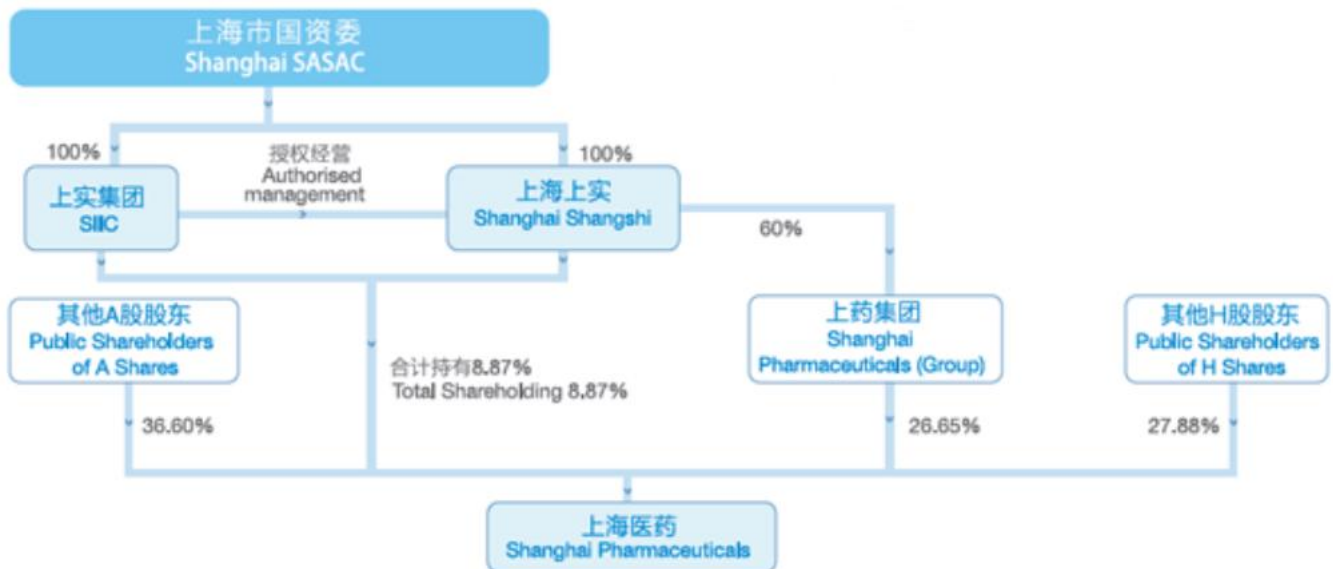 上海市国资委
Shanghai SASAC
100%
授权经营
Authorised
management
100%
上实集团
SIIC
上海上实
Shanghai Shangshi
60%
其他A股股东
Public Shareholders
of A Shares
合计持有8.87%
Total Shareholding 8.87%
上药集团
Shanghai
Pharmaceuticals (Group)
其他H股股东
Public Shareholders
of H Shares
36.60%
26.65%
27.88%
上海医药
Shanghai Pharmaceuticals